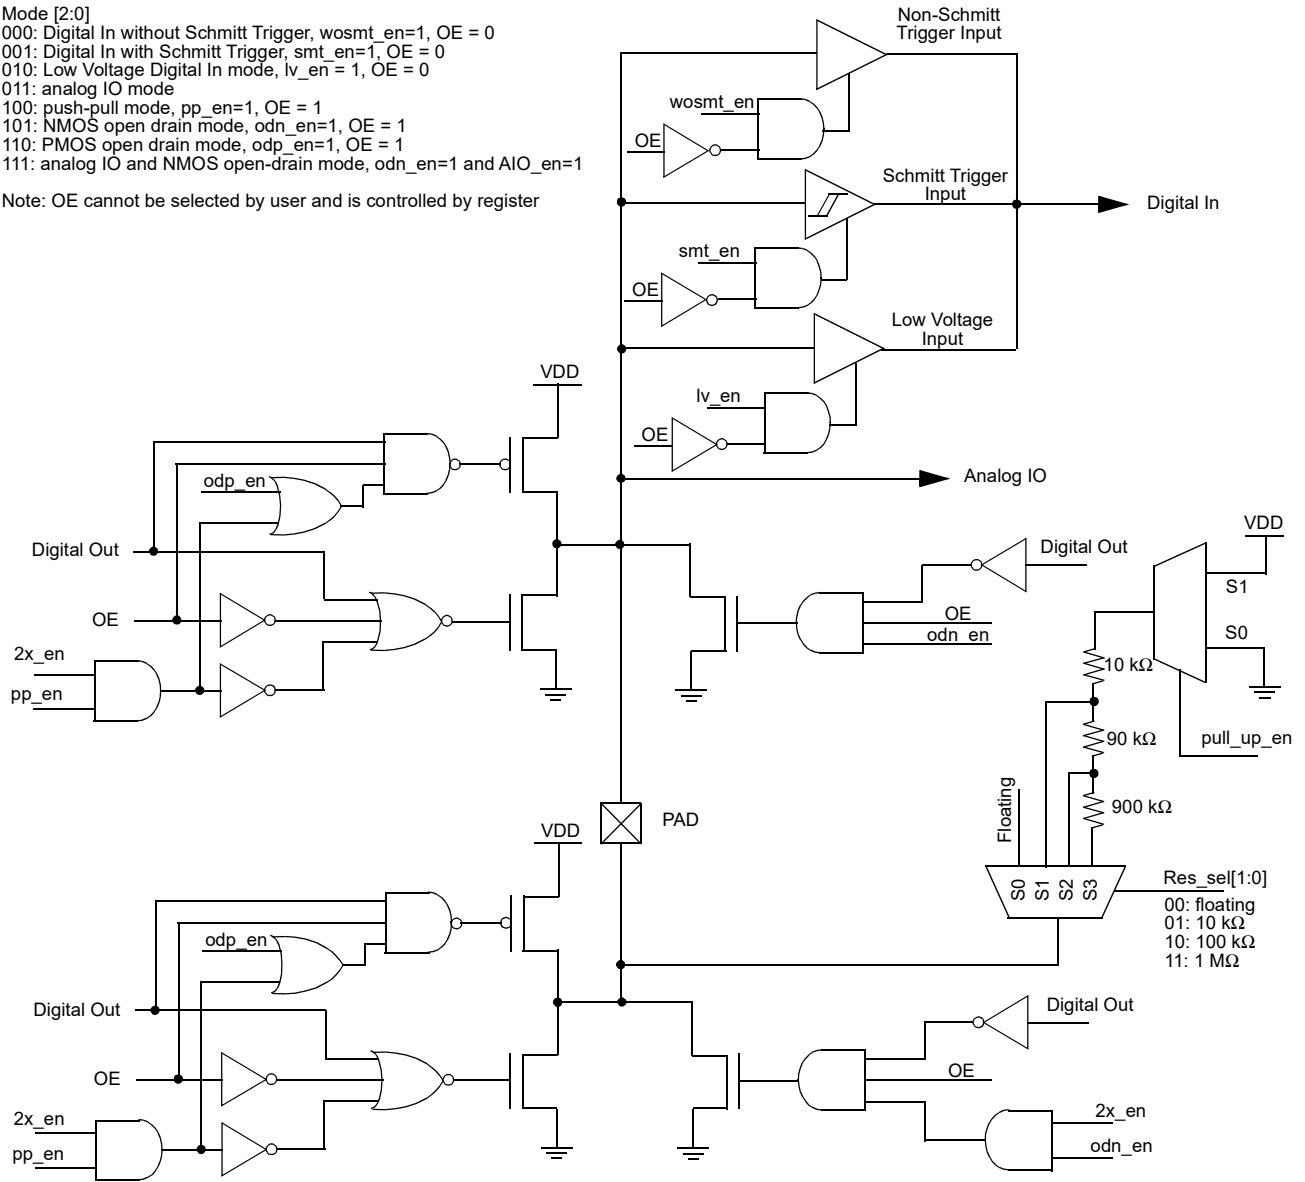 Mode [2:0]
000: Digital In without Schmitt Trigger, wosmt_en=1, OE = 0
001: Digital In with Schmitt Trigger, smt_en=1, OE = 0
010: Low Voltage Digital In mode, lv_en = 1, OE = 0
011: analog IO mode
100: push-pull mode, pp_en=1, OE = 1
101: NMOS open drain mode, odn_en=1, OE = 1
110: PMOS open drain mode, odp_en=1, OE = 1
111: analog IO and NMOS open-drain mode, odn_en=1 and AIO_en=1
Note: OE cannot be selected by user and is controlled by register
Non-Schmitt
Trigger Input
wosmt_en
OE
Schmitt Trigger
Input
Digital In
smt_en
OE
Low Voltage
Input
lv_en
OE
Analog IO
VDD
odp_en
Digital Out
OE
2x_en
pp_en
Digital Out
OE
odn_en
VDD
S1
S0
10 kΩ
90 kΩ
900 kΩ
pull_up_en
Floating
S0
S1
S2
S3
Res_sel[1:0]
00: floating
01: 10 kΩ
10: 100 kΩ
11: 1 MΩ
PAD
VDD
odp_en
Digital Out
OE
2x_en
pp_en
Digital Out
OE
2x_en
odn_en